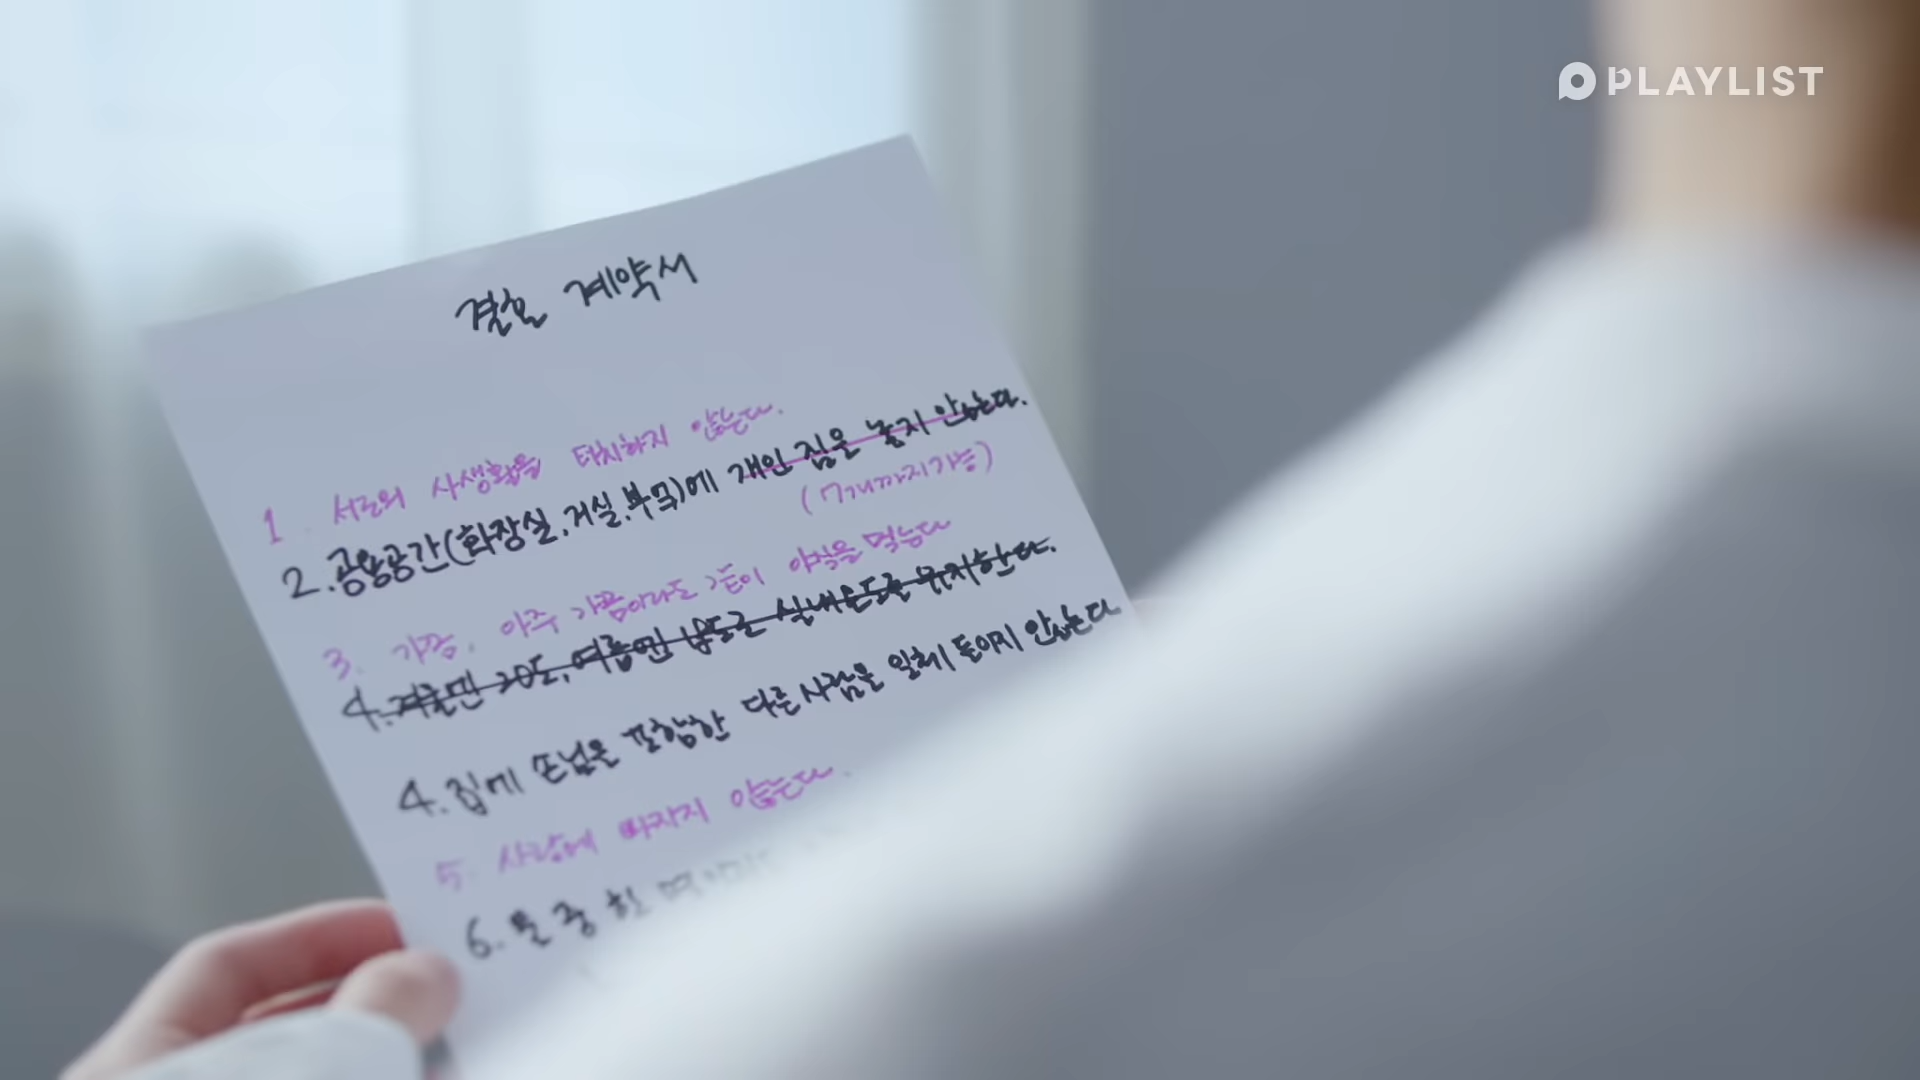 PLAYLIST
결혼 계약서
1. 서로의 사생활을 터치하지 않는다.
2. 공용공간(화장실.거실.부엌)에 개인 짐을 놓지 않는다.
(7개까지가능)
3. 가끔, 아주 가끔이라도 같이 야식을 먹는다
4. 겨울만 20도, 여름만 실내온도를 유지한다.
4. 집에 손님을 포함한 다른 사람을 일체 들이지 않는다
5. 사랑에 빠지지 않는다.
6. 둘 중 한